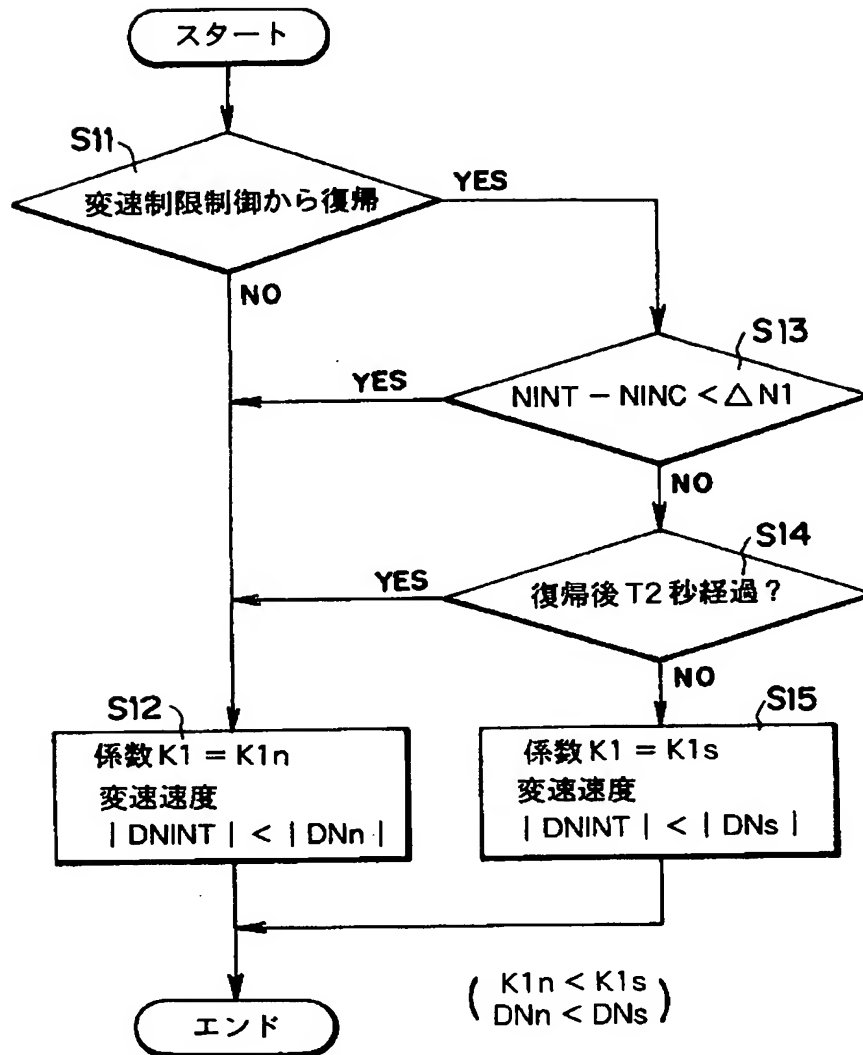 スタート
S11
変速制限制御から復帰
YES
NO
S13
NINT − NINC < △N1
YES
NO
S14
復帰後T2秒経過?
YES
NO
S12
係数K1 = K1n
変速速度
| DNINT | < | DNn |
S15
係数K1 = K1s
変速速度
| DNINT | < | DNs |
エンド
K1n < K1s
DNn < DNs